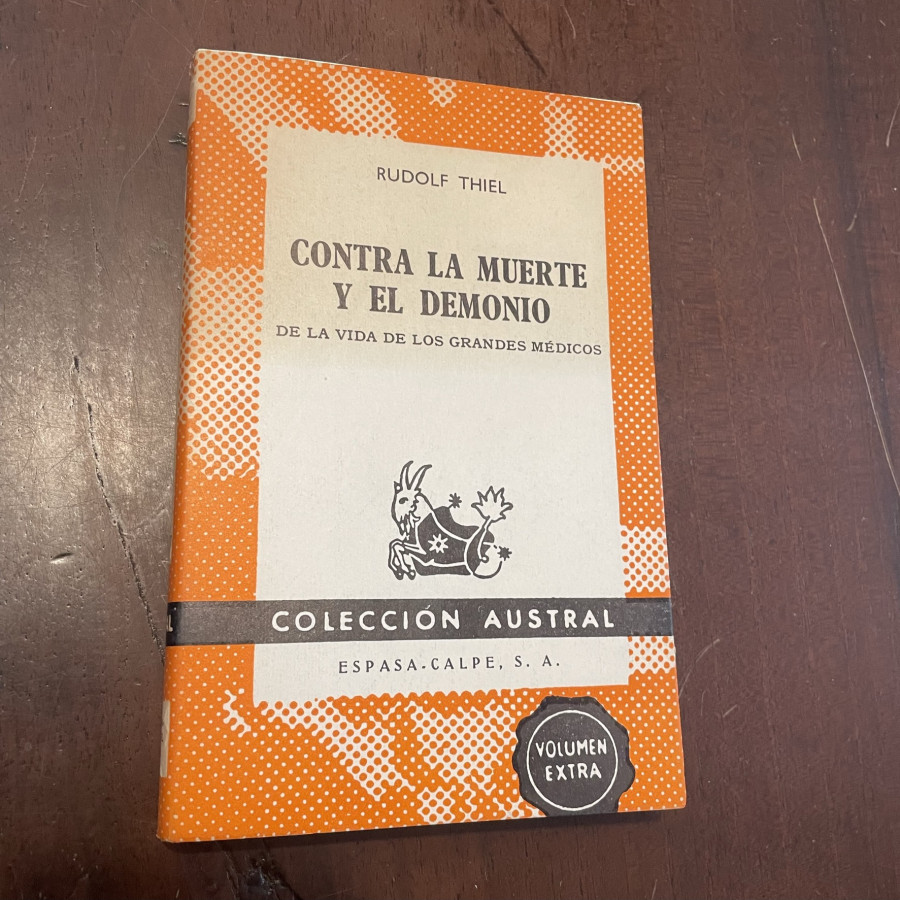 RUDOLF THIEL
CONTRA LA MUERTE
Y EL DEMONIO
DE LA VIDA DE LOS GRANDES MÉDICOS
COLECCIÓN AUSTRAL
ESPASA-CALPE, S. A.
VOLUMEN
EXTRA